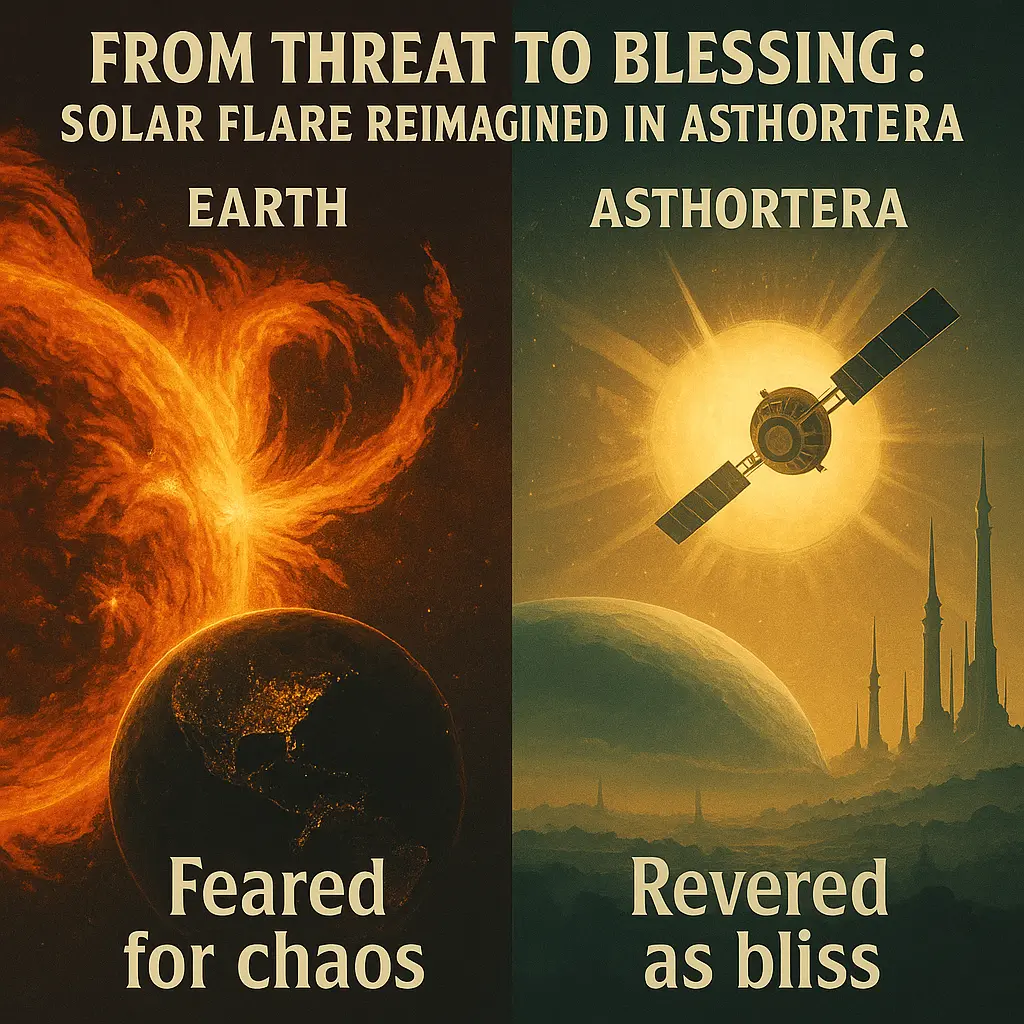 FROM THREAT TO BLESSING:
SOLAR FLARE REIMAGINED IN ASTHORTERA
EARTH
Feared
for chaos
ASTHORTERA
Revered
as bliss